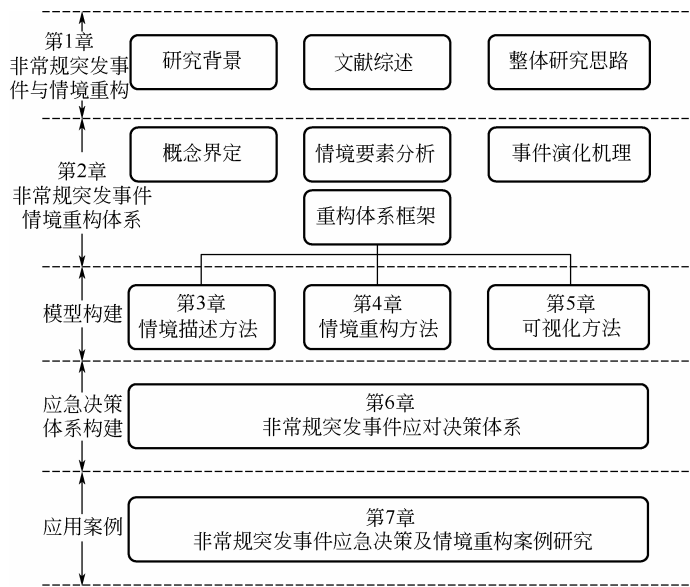 第1章
非常规突发事
件与情境重构
研究背景
文献综述
整体研究思路
第2章
非常规突发事件
情境重构体系
概念界定
情境要素分析
事件演化机理
重构体系框架
模型构建
第3章
情境描述方法
第4章
情境重构方法
第5章
可视化方法
应急决策
体系构建
第6章
非常规突发事件应对决策体系
应用案例
第7章
非常规突发事件应急决策及情境重构案例研究